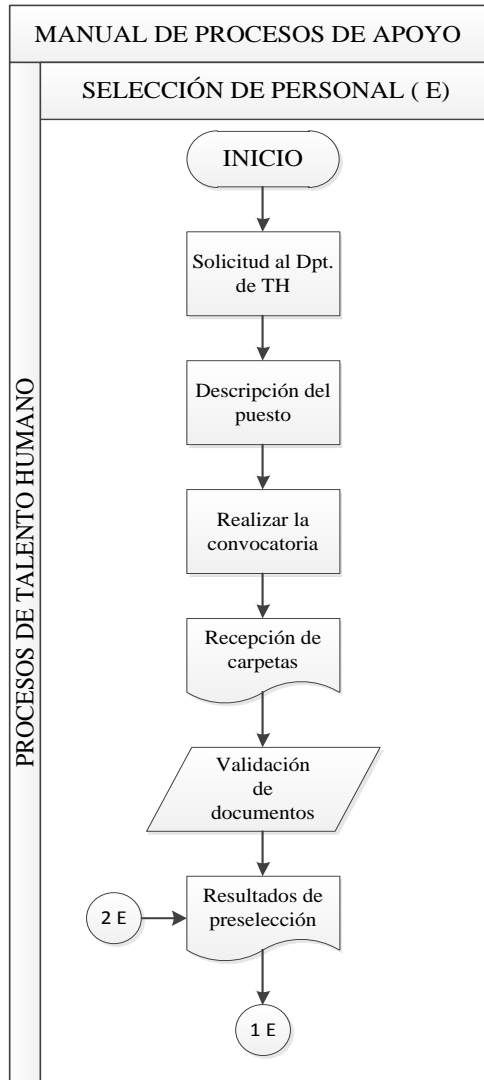 MANUAL DE PROCESOS DE APOYO
SELECCIÓN DE PERSONAL ( E)
PROCESOS DE TALENTO HUMANO
INICIO
Solicitud al Dpt.
de TH
Descripción del
puesto
Realizar la
convocatoria
Recepción de
carpetas
Validación
de
documentos
Resultados de
preselección
2 E
1 E